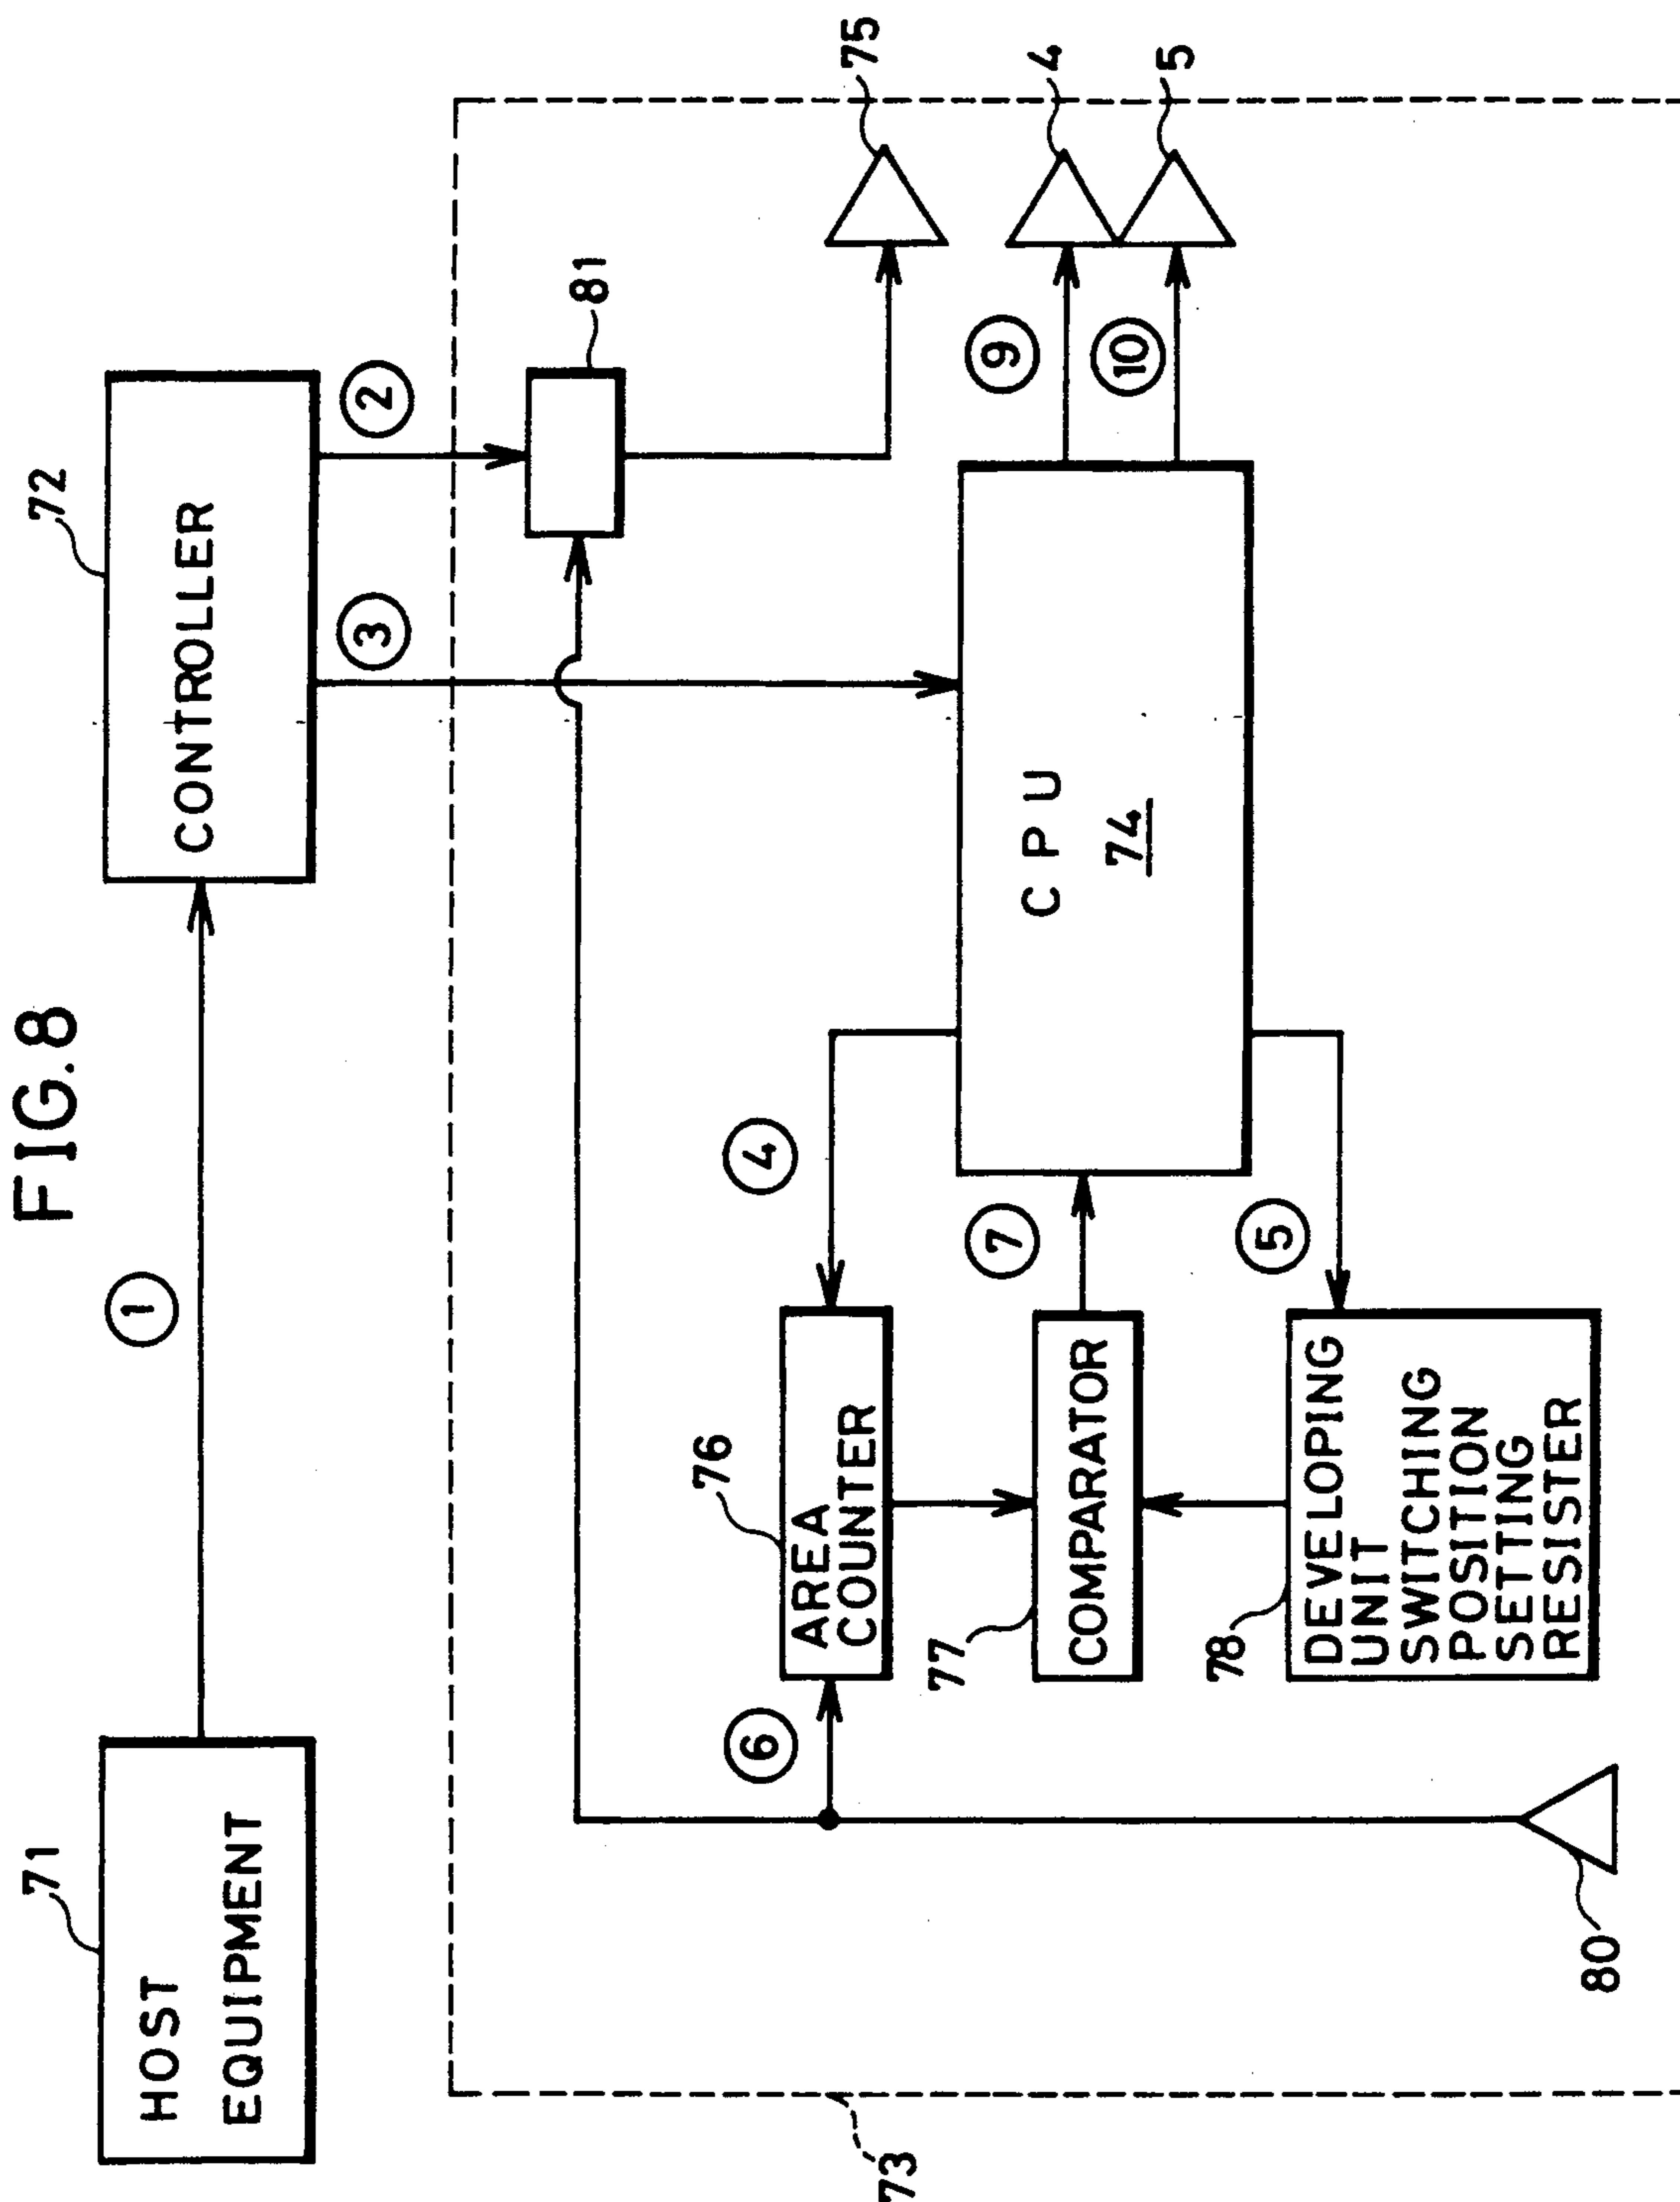 FIG.8
71
HOST
EQUIPMENT
1
72
CONTROLLER
2
3
73
81
75
76
AREA
COUNTER
4
6
77
COMPARATOR
7
CPU
74
9
4
10
5
78
DEVELOPING
UNIT
SWITCHING
POSITION
SETTING
RESISTER
5
80